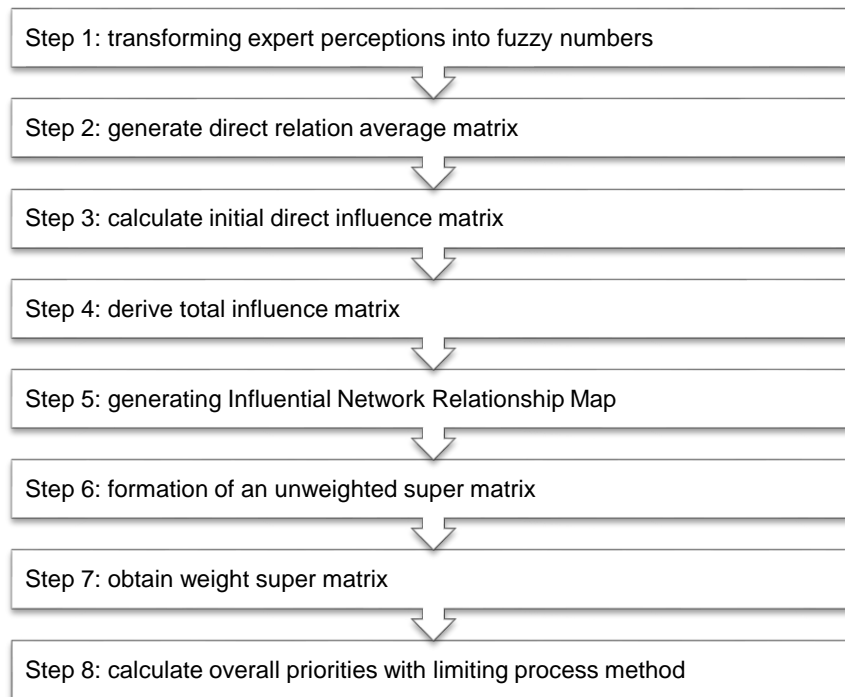 Step 1: transforming expert perceptions into fuzzy numbers
Step 2: generate direct relation average matrix
Step 3: calculate initial direct influence matrix
Step 4: derive total influence matrix
Step 5: generating Influential Network Relationship Map
Step 6: formation of an unweighted super matrix
Step 7: obtain weight super matrix
Step 8: calculate overall priorities with limiting process method